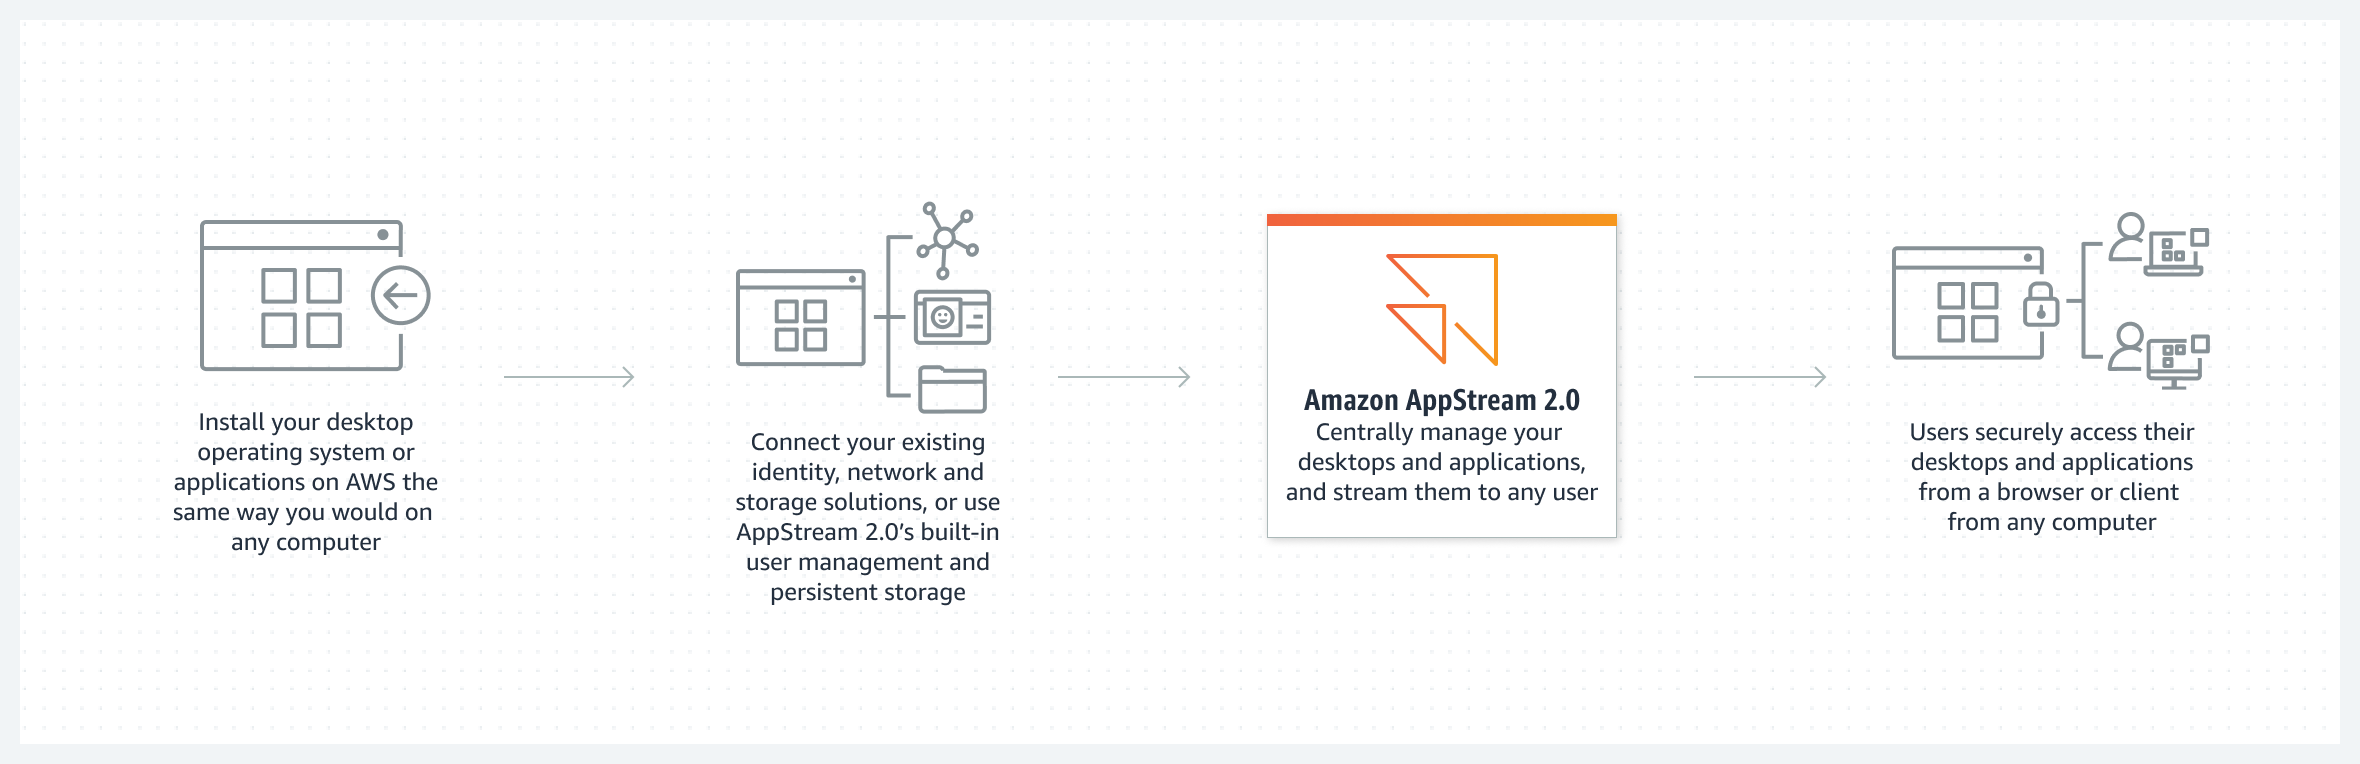 Install your desktop
operating system or
applications on AWS the
same way you would on
any computer
Connect your existing
identity, network and
storage solutions, or use
AppStream 2.0’s built-in
user management and
persistent storage
Amazon AppStream 2.0
Centrally manage your
desktops and applications,
and stream them to any user
Users securely access their
desktops and applications
from a browser or client
from any computer